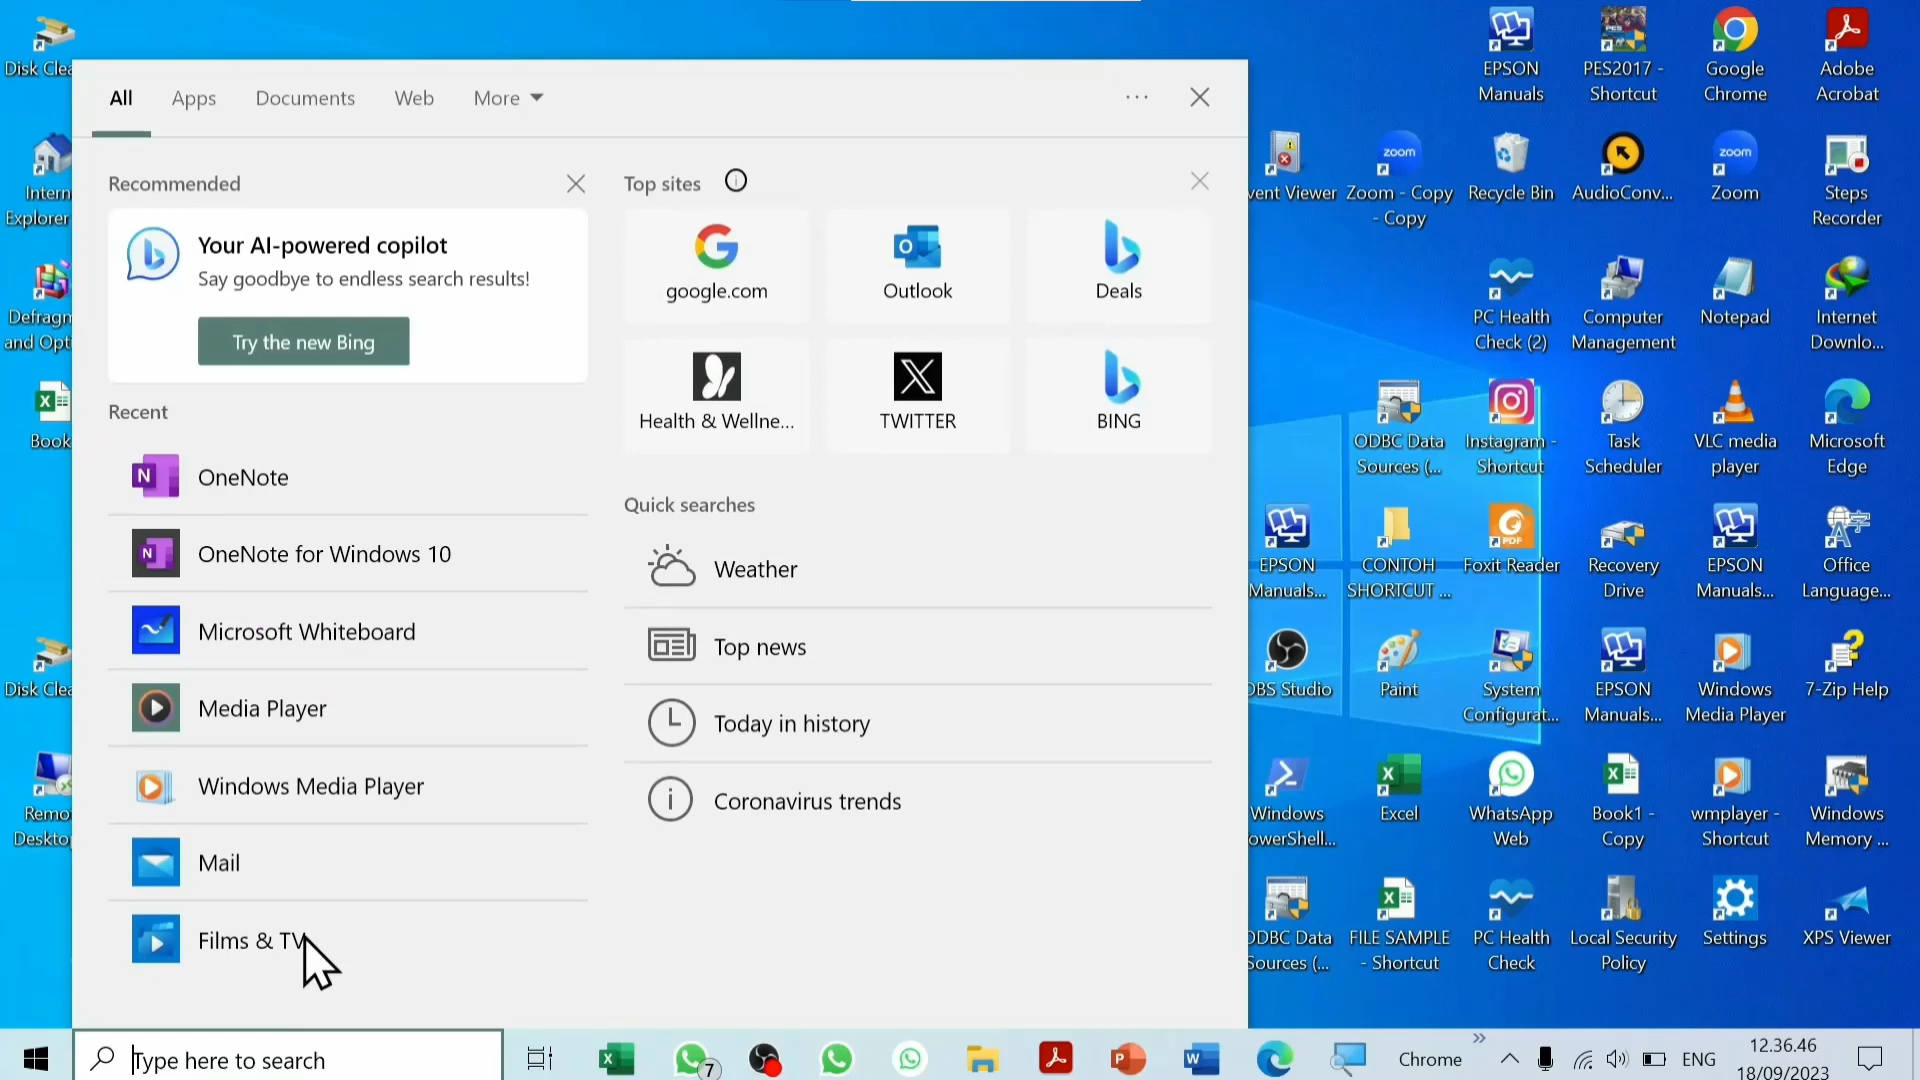 All
Apps
Documents
Web
More
Recommended
Your AI-powered copilot
Say goodbye to endless search results!
Try the new Bing
Recent
OneNote
OneNote for Windows 10
Microsoft Whiteboard
Media Player
Windows Media Player
Mail
Films & TV
Top sites
google.com
Outlook
Deals
Health & Wellne...
TWITTER
BING
Quick searches
Weather
Top news
Today in history
Coronavirus trends
Disk Clea
Intern
Explorer
Defragm
and Opti
Book
Disk Clea
Remo
Deskto
EPSON
Manuals
PES2017 -
Shortcut
Google
Chrome
Adobe
Acrobat
vent Viewer
Zoom - Copy
- Copy
Recycle Bin
AudioConv...
Zoom
Steps
Recorder
PC Health
Check (2)
Computer
Management
Notepad
Internet
Downlo...
ODBC Data
Sources (...
Instagram -
Shortcut
Task
Scheduler
VLC media
player
Microsoft
Edge
EPSON
Manuals...
CONTOH
SHORTCUT ...
Foxit Reader
Recovery
Drive
EPSON
Manuals...
Office
Language...
OBS Studio
Paint
System
Configurat...
EPSON
Manuals...
Windows
Media Player
7-Zip Help
Windows
owerShell...
Excel
WhatsApp
Web
Book1 -
Copy
wmplayer -
Shortcut
Windows
Memory ...
ODBC Data
Sources (...
FILE SAMPLE
- Shortcut
PC Health
Check
Local Security
Policy
Settings
XPS Viewer
Type here to search
7
Chrome
ENG
12.36.46
18/09/2023